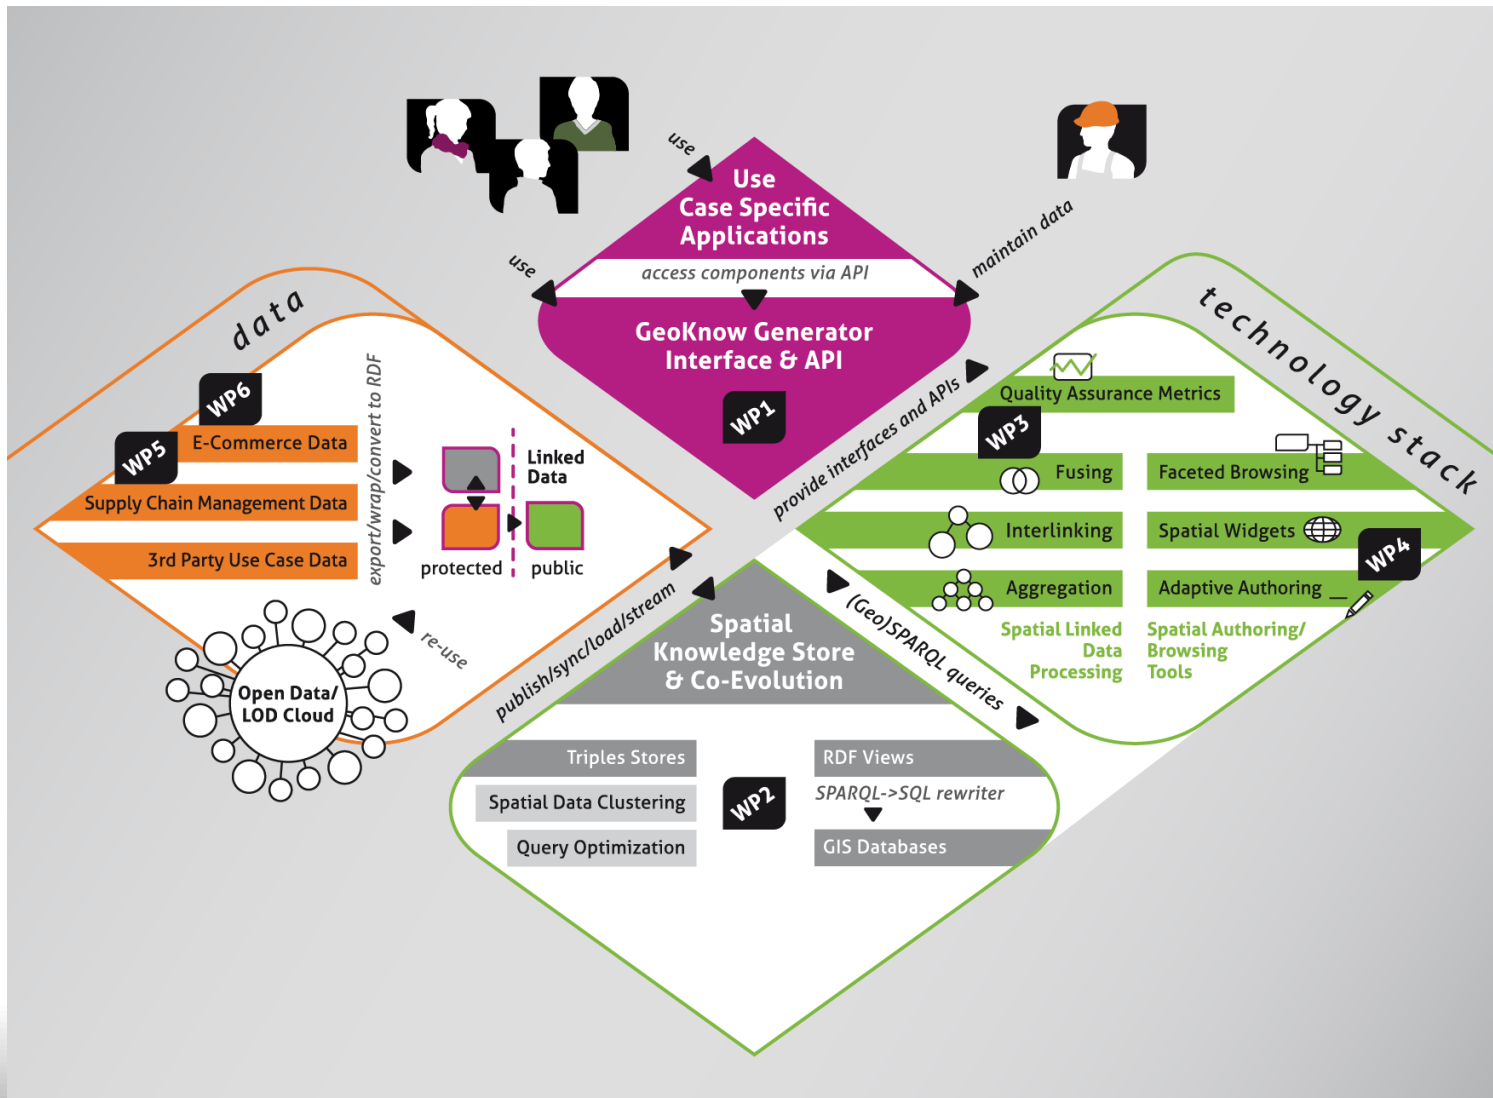 use
Use
Case Specific
Applications
use
access components via API
maintain data
GeoKnow Generator
Interface & API
WP1
data
WP6
WP5
E-Commerce Data
Supply Chain Management Data
3rd Party Use Case Data
export/wrap/convert to RDF
Linked
Data
protected
public
re-use
Open Data/
LOD Cloud
publish/sync/load/stream
provide interfaces and APIs
technology stack
Quality Assurance Metrics
WP3
Fusing
Faceted Browsing
Interlinking
Spatial Widgets
WP4
Aggregation
Adaptive Authoring
Spatial Linked
Data
Processing
Spatial Authoring/
Browsing
Tools
(Geo)SPARQL queries
Spatial
Knowledge Store
& Co-Evolution
Triples Stores
Spatial Data Clustering
Query Optimization
WP2
RDF Views
SPARQL->SQL rewriter
GIS Databases